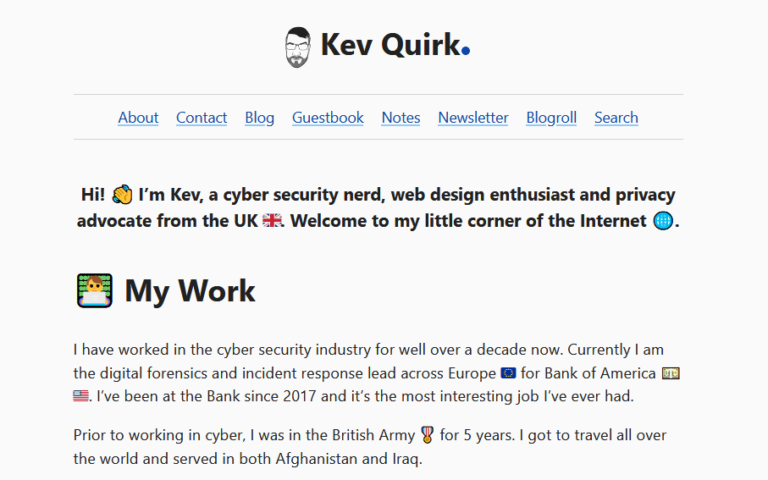 Kev Quirk.
About Contact Blog Guestbook Notes Newsletter Blogroll Search
Hi! 👋 I’m Kev, a cyber security nerd, web design enthusiast and privacy
advocate from the UK 🇬🇧. Welcome to my little corner of the Internet 🌐.
👨‍💻 My Work
I have worked in the cyber security industry for well over a decade now. Currently I am
the digital forensics and incident response lead across Europe 🇪🇺 for Bank of America 💵
🇺🇸. I’ve been at the Bank since 2017 and it’s the most interesting job I’ve ever had.
Prior to working in cyber, I was in the British Army 🎖️ for 5 years. I got to travel all over
the world and served in both Afghanistan and Iraq.